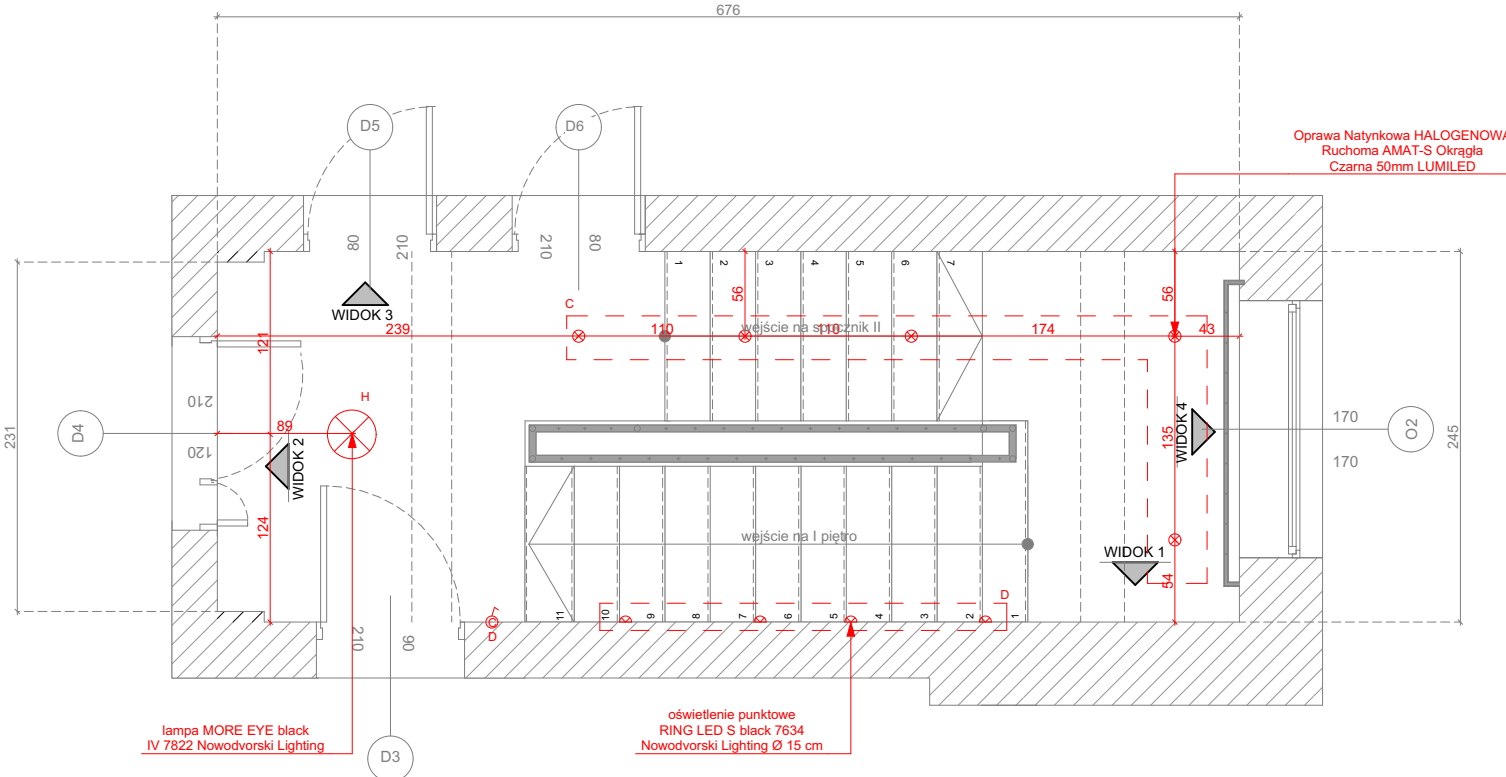 676
D5
D6
Oprawa Natynkowa HALOGENOWA
Ruchoma AMAT-S Okrągła
Czarna 50mm LUMILED
80
210
210
80
1
2
3
4
5
6
7
56
56
C
WIDOK 3
239
110
wejście na spocznik II
110
174
43
121
H
210
D4
89
120
WIDOK 2
231
124
135
WIDOK 4
170
170
O2
245
wejście na I piętro
WIDOK 1
54
D
11
10
9
8
7
6
5
4
3
2
1
C
D
210
90
lampa MORE EYE black
IV 7822 Nowodvorski Lighting
oświetlenie punktowe
RING LED S black 7634
Nowodvorski Lighting Ø 15 cm
D3